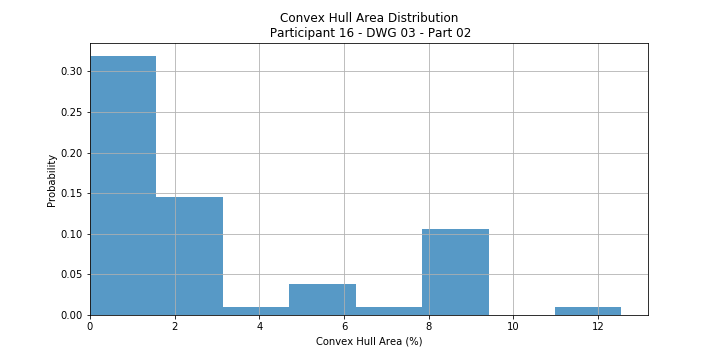 Convex Hull Area Distribution
Participant 16 - DWG 03 - Part 02
0.30
0.25
0.20
0.15
0.10
0.05
0.00
Probability
0 2 4 6 8 10 12
Convex Hull Area (%)